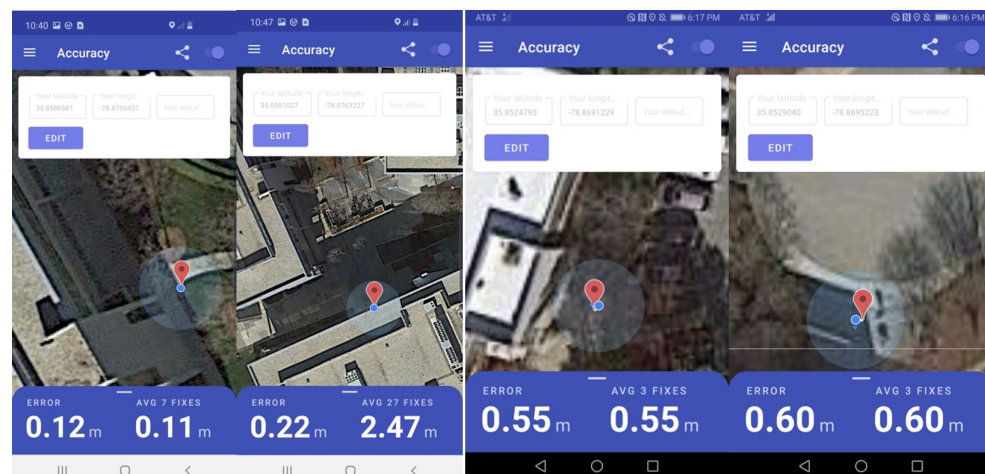 10:40
Accuracy
Your latitude
Your longit...
35.8580581
-78.8756437
Your altitud...
EDIT
ERROR
AVG 7 FIXES
0.12 m
0.11 m
10:47
Accuracy
Your latitude
Your longit...
35.8581027
-78.8763227
Your altitud...
EDIT
ERROR
AVG 27 FIXES
0.22 m
2.47 m
AT&T
6:17 PM
Accuracy
Your latitude
Your longit...
35.8524793
-78.8691229
Your altitud...
EDIT
ERROR
AVG 3 FIXES
0.55 m
0.55 m
AT&T
6:16 PM
Accuracy
Your latitude
Your longit...
35.8529040
-78.8695223
Your altitud...
EDIT
ERROR
AVG 3 FIXES
0.60 m
0.60 m